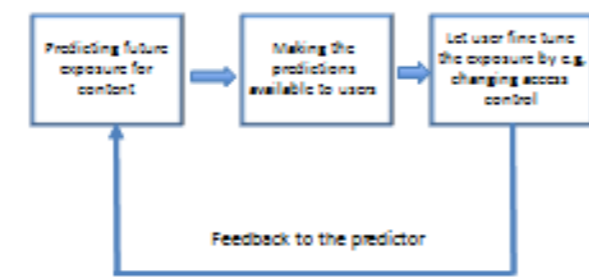 Predicting future
exposure for
content
Making the
predictions
available to users
Let user fine tune
the exposure by e.g.
changing access
control
Feedback to the predictor